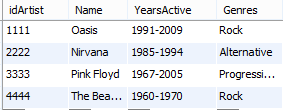 idArtist Name YearsActive Genres
1111 Oasis 1991-2009 Rock
2222 Nirvana 1985-1994 Alternative
3333 Pink Floyd 1967-2005 Progressi...
4444 The Bea... 1960-1970 Rock